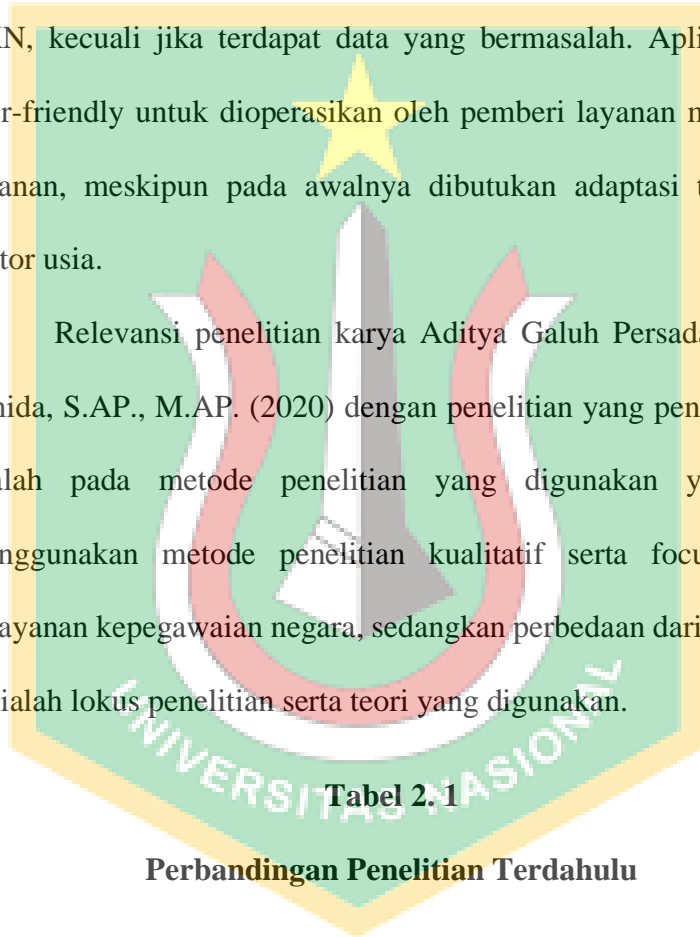 KN, kecuali jika terdapat data yang bermasalah. Apli
er-friendly untuk dioperasikan oleh pemberi layanan
anan, meskipun pada awalnya dibutukan adaptasi
tor usia.
Relevansi penelitian karya Aditya Galuh Persada
ida, S.AP., M.AP. (2020) dengan penelitian yang pen
alah pada metode penelitian yang digunakan y
nggunakan metode penelitian kualitatif serta focu
ayanan kepegawaian negara, sedangkan perbedaan dari
ialah lokus penelitian serta teori yang digunakan.
UNIVERSITAS NASIONAL
Tabel 2. 1
Perbandingan Penelitian Terdahulu